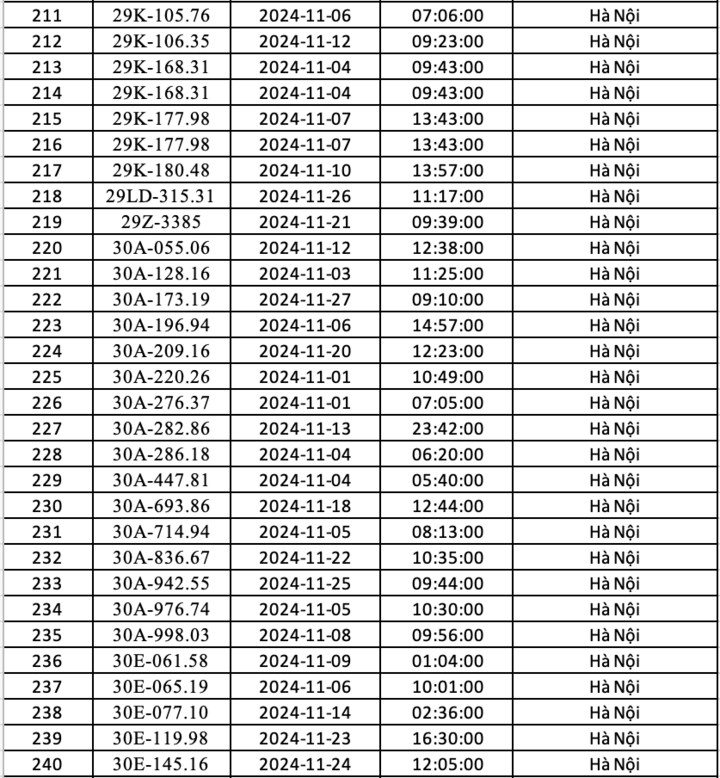 211 29K-105.76 2024-11-06 07:06:00 Hà Nội
212 29K-106.35 2024-11-12 09:23:00 Hà Nội
213 29K-168.31 2024-11-04 09:43:00 Hà Nội
214 29K-168.31 2024-11-04 09:43:00 Hà Nội
215 29K-177.98 2024-11-07 13:43:00 Hà Nội
216 29K-177.98 2024-11-07 13:43:00 Hà Nội
217 29K-180.48 2024-11-10 13:57:00 Hà Nội
218 29LD-315.31 2024-11-26 11:17:00 Hà Nội
219 29Z-3385 2024-11-21 09:39:00 Hà Nội
220 30A-055.06 2024-11-12 12:38:00 Hà Nội
221 30A-128.16 2024-11-03 11:25:00 Hà Nội
222 30A-173.19 2024-11-27 09:10:00 Hà Nội
223 30A-196.94 2024-11-06 14:57:00 Hà Nội
224 30A-209.16 2024-11-20 12:23:00 Hà Nội
225 30A-220.26 2024-11-01 10:49:00 Hà Nội
226 30A-276.37 2024-11-01 07:05:00 Hà Nội
227 30A-282.86 2024-11-13 23:42:00 Hà Nội
228 30A-286.18 2024-11-04 06:20:00 Hà Nội
229 30A-447.81 2024-11-04 05:40:00 Hà Nội
230 30A-693.86 2024-11-18 12:44:00 Hà Nội
231 30A-714.94 2024-11-05 08:13:00 Hà Nội
232 30A-836.67 2024-11-22 10:35:00 Hà Nội
233 30A-942.55 2024-11-25 09:44:00 Hà Nội
234 30A-976.74 2024-11-05 10:30:00 Hà Nội
235 30A-998.03 2024-11-08 09:56:00 Hà Nội
236 30E-061.58 2024-11-09 01:04:00 Hà Nội
237 30E-065.19 2024-11-06 10:01:00 Hà Nội
238 30E-077.10 2024-11-14 02:36:00 Hà Nội
239 30E-119.98 2024-11-23 16:30:00 Hà Nội
240 30E-145.16 2024-11-24 12:05:00 Hà Nội